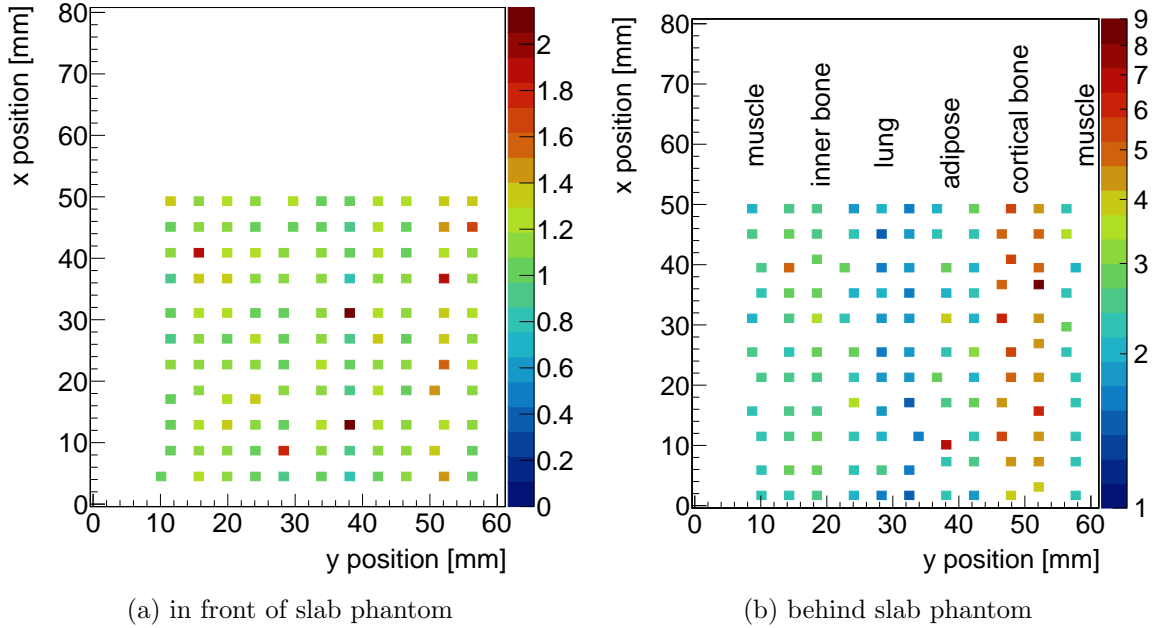 x position [mm]
80
70
60
50
40
30
20
10
0
0 10 20 30 40 50 60
y position [mm]
2
1.8
1.6
1.4
1.2
1
0.8
0.6
0.4
0.2
0
(a) in front of slab phantom
x position [mm]
80
70
60
50
40
30
20
10
0
muscle
inner bone
lung
adipose
cortical bone
muscle
0 10 20 30 40 50 60
y position [mm]
9
8
7
6
5
4
3
2
1
(b) behind slab phantom